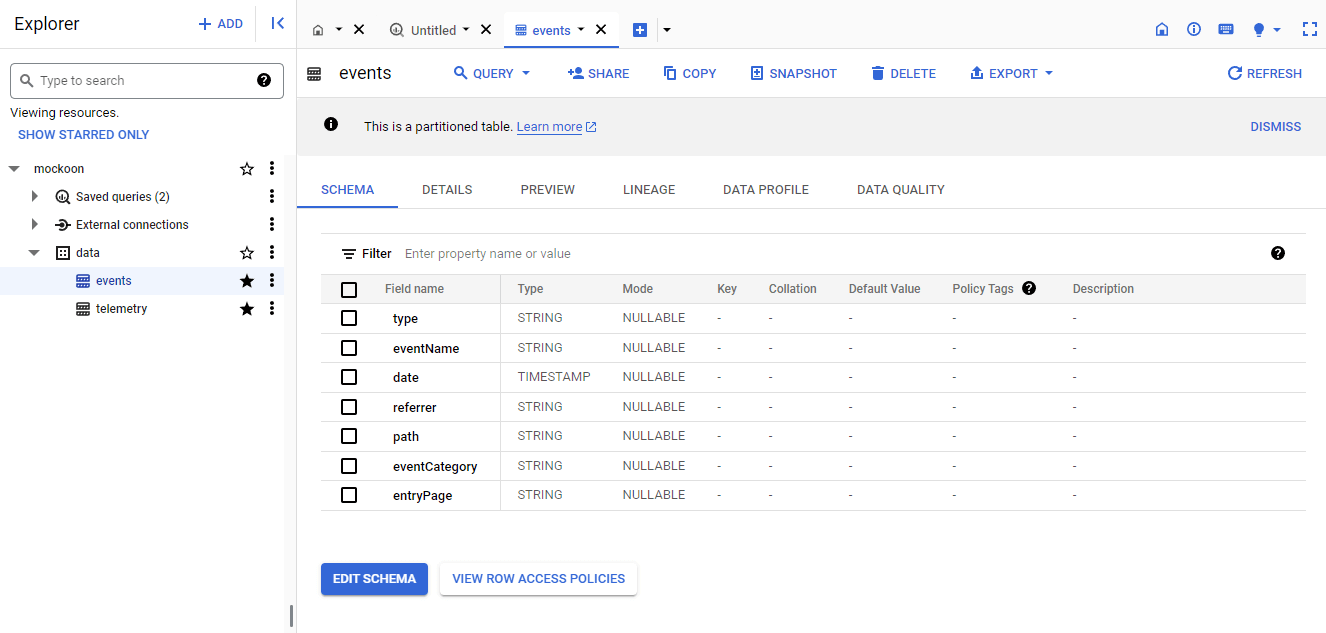 Explorer
+ ADD
Type to search
Viewing resources.
SHOW STARRED ONLY
mockoon
Saved queries (2)
External connections
data
events
telemetry
Untitled
events
events
QUERY
SHARE
COPY
SNAPSHOT
DELETE
EXPORT
REFRESH
This is a partitioned table. Learn more
DISMISS
SCHEMA DETAILS PREVIEW LINEAGE DATA PROFILE DATA QUALITY
Filter Enter property name or value
Field name Type Mode Key Collation Default Value Policy Tags Description
type STRING NULLABLE - - - - -
eventName STRING NULLABLE - - - - -
date TIMESTAMP NULLABLE - - - - -
referrer STRING NULLABLE - - - - -
path STRING NULLABLE - - - - -
eventCategory STRING NULLABLE - - - - -
entryPage STRING NULLABLE - - - - -
EDIT SCHEMA
VIEW ROW ACCESS POLICIES